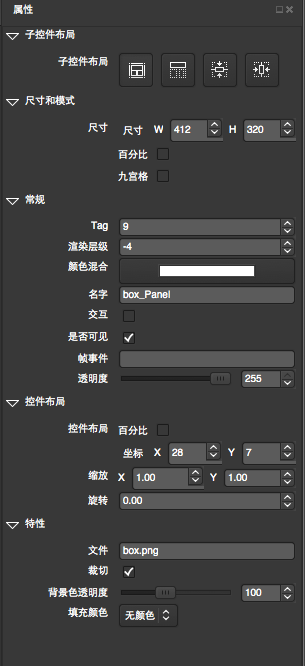 属性
子控件布局
子控件布局
尺寸和模式
尺寸 尺寸 W 412 H 320
百分比
九宫格
常规
Tag 9
渲染层级 -4
颜色混合
名字 box_Panel
交互
是否可见
帧事件
透明度 255
控件布局
控件布局 百分比
坐标 X 28 Y 7
缩放 X 1.00 Y 1.00
旋转 0.00
特性
文件 box.png
裁切
背景色透明度 100
填充颜色 无颜色